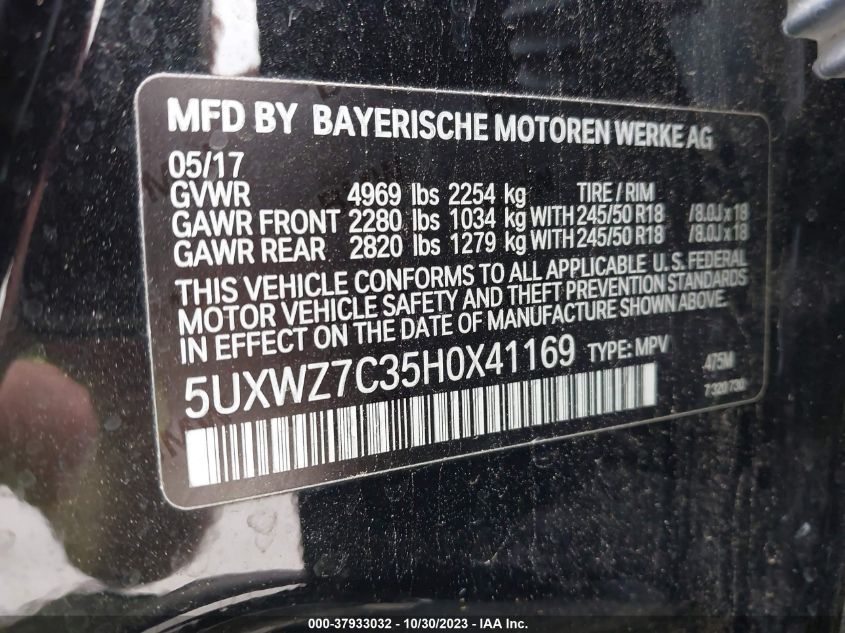 MFD BY BAYERISCHE MOTOREN WERKE AG
05/17
GVWR 4969 lbs 2254 kg TIRE / RIM
GAWR FRONT 2280 lbs 1034 kg WITH 245/50 R18 /8.0J x 18
GAWR REAR 2820 lbs 1279 kg WITH 245/50 R18 /8.0J x 18
THIS VEHICLE CONFORMS TO ALL APPLICABLE U. S. FEDERAL
MOTOR VEHICLE SAFETY AND THEFT PREVENTION STANDARDS
IN EFFECT ON THE DATE OF MANUFACTURE SHOWN ABOVE.
5UXWZ7C35H0X41169 TYPE: MPV 475M
7320730
000-37933032 - 10/30/2023 - IAA Inc.